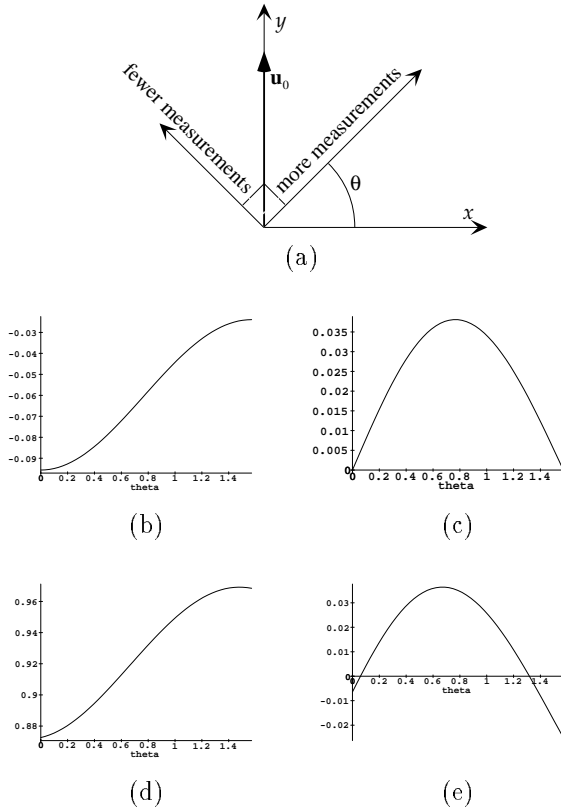 y
u0
fewer measurements
more measurements
θ
x
(a)
-0.03
-0.04
-0.05
-0.06
-0.07
-0.08
-0.09
0 0.2 0.4 0.6 0.8 1 1.2 1.4
theta
(b)
0.035
0.03
0.025
0.02
0.015
0.01
0.005
0
0 0.2 0.4 0.6 0.8 1 1.2 1.4
theta
(c)
0.96
0.94
0.92
0.9
0.88
0 0.2 0.4 0.6 0.8 1 1.2 1.4
theta
(d)
0.03
0.02
0.01
0
0 0.2 0.4 0.6 0.8 1 1.2 1.4
theta
-0.01
-0.02
(e)